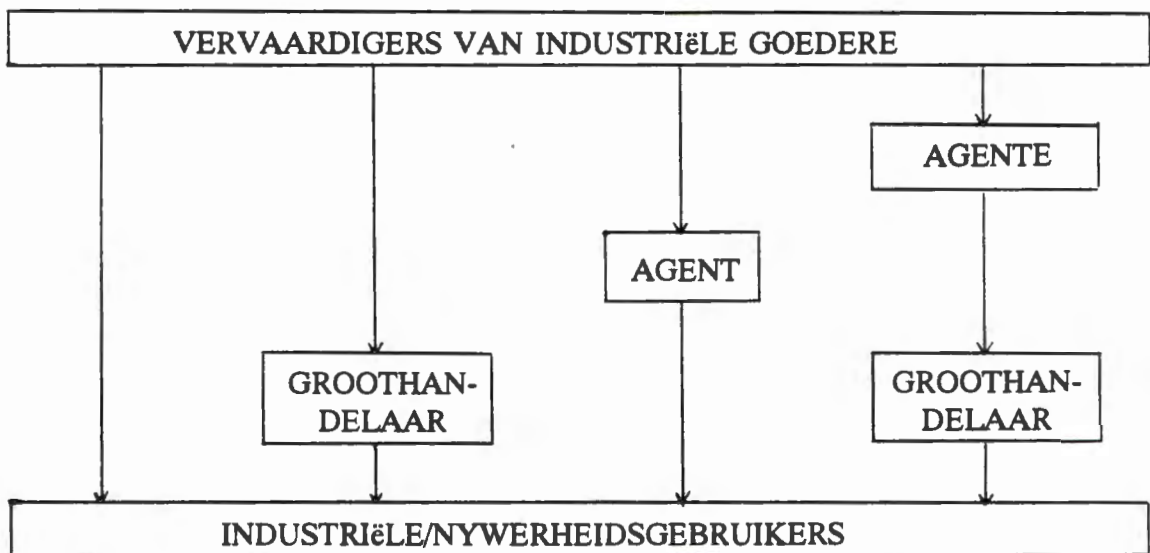 VERVAARDIGERS VAN INDUSTRIëLE GOEDERE
AGENTE
AGENT
GROOTHAN-
DELAAR
GROOTHAN-
DELAAR
INDUSTRIëLE/NYWERHEIDSGEBRUIKERS